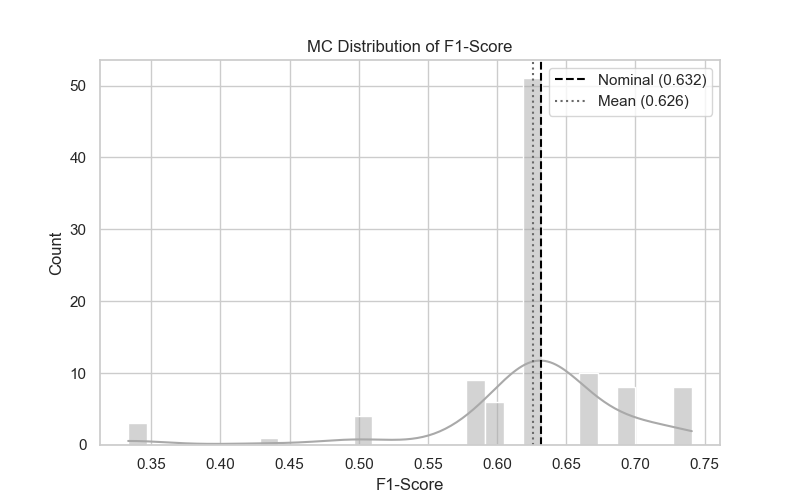 MC Distribution of F1-Score
Nominal (0.632)
Mean (0.626)
50
40
30
20
10
0
Count
0.35 0.40 0.45 0.50 0.55 0.60 0.65 0.70 0.75
F1-Score